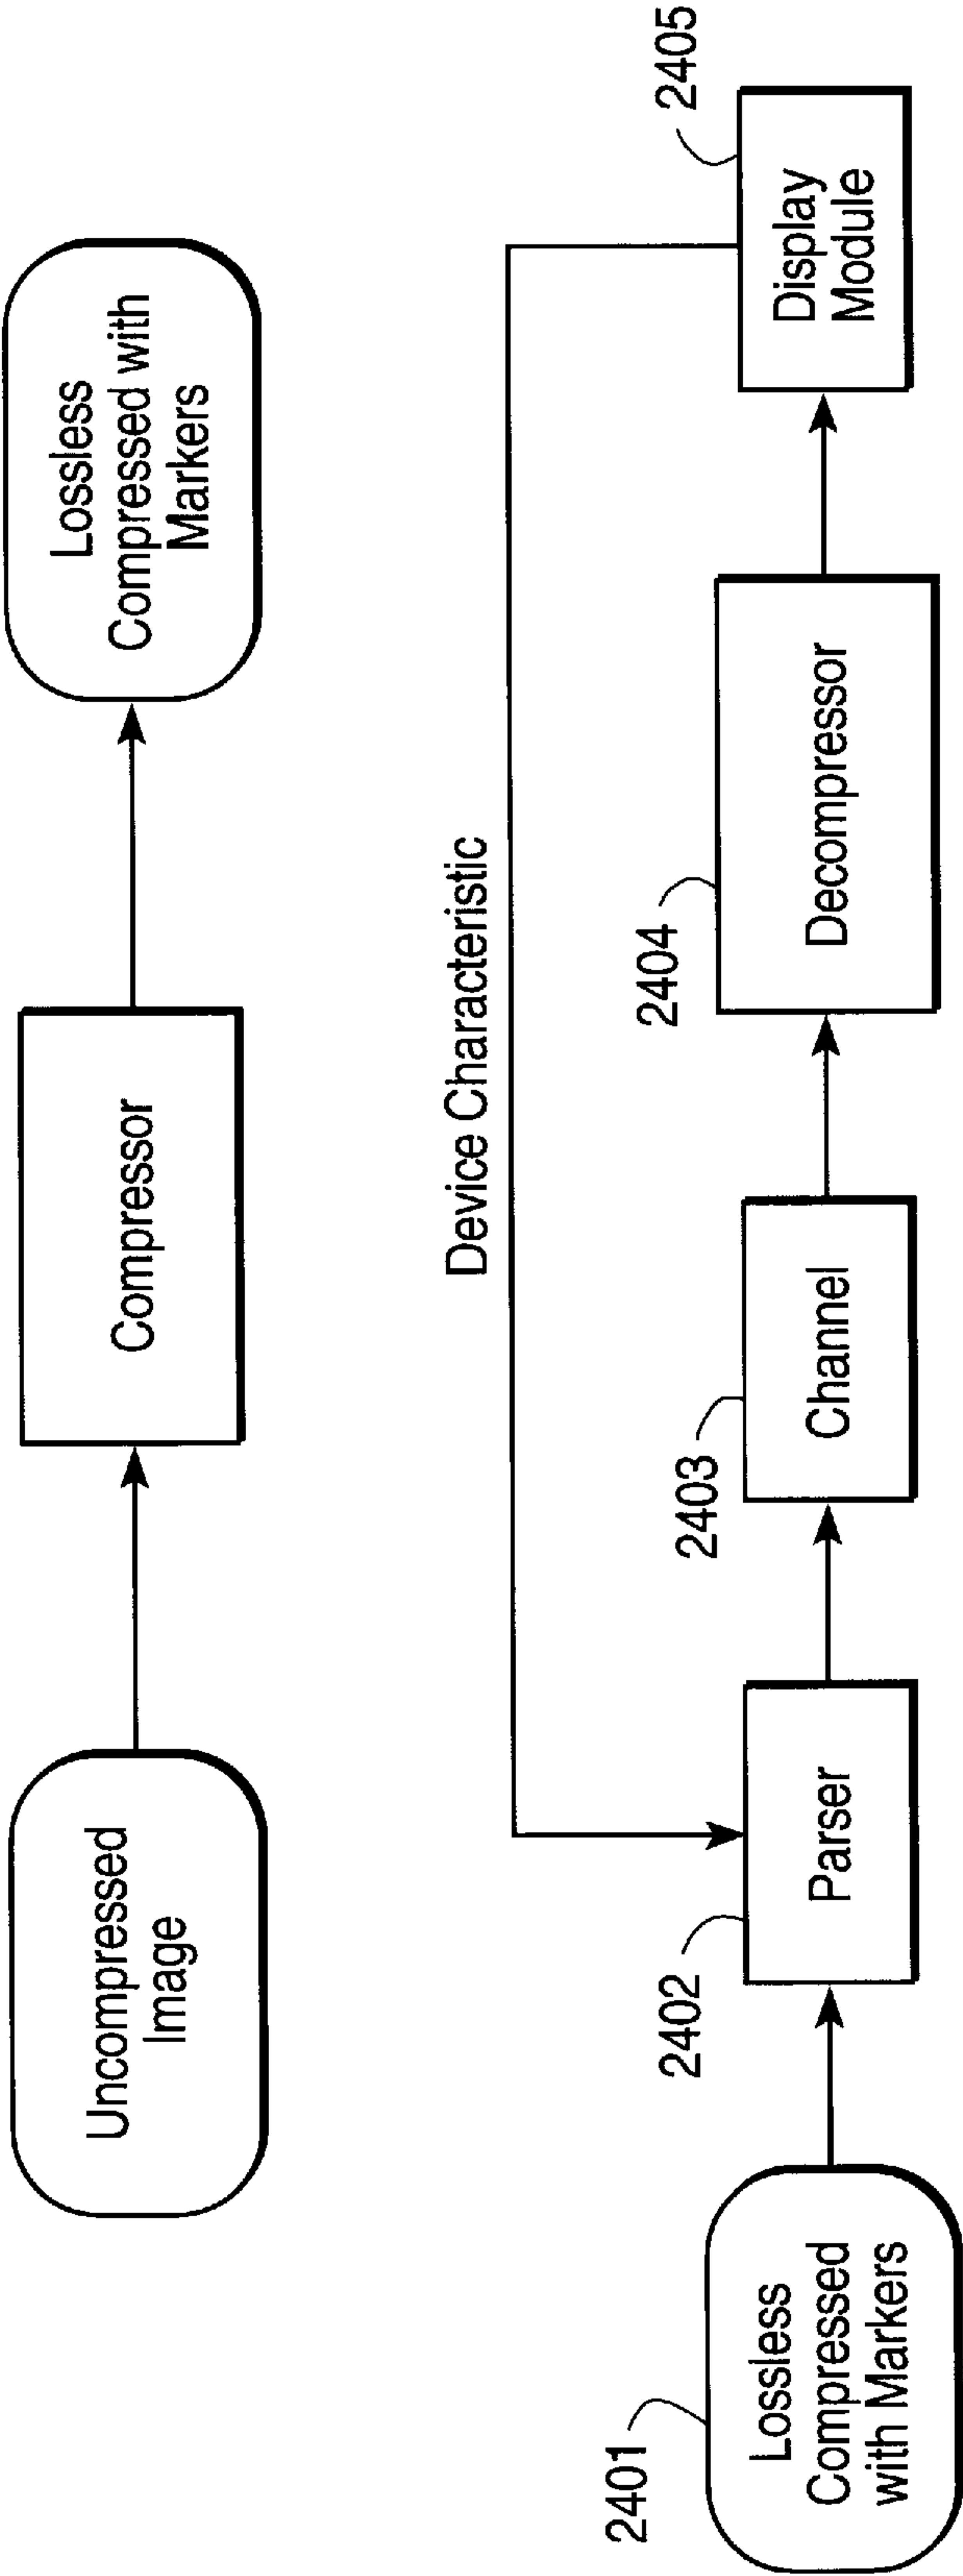 Uncompressed
Image
Compressor
Lossless
Compressed with
Markers
Device Characteristic
2401
Lossless
Compressed
with Markers
2402
Parser
2403
Channel
2404
Decompressor
2405
Display
Module